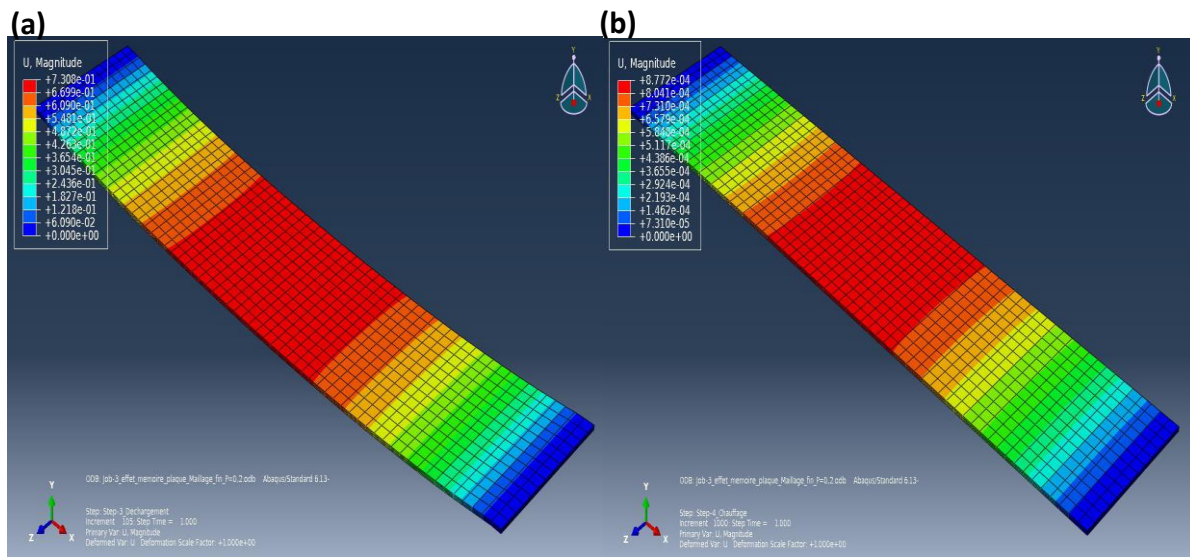 (a)
U, Magnitude
+7.308e-01
+6.699e-01
+6.090e-01
+5.481e-01
+4.872e-01
+4.263e-01
+3.654e-01
+3.045e-01
+2.436e-01
+1.827e-01
+1.218e-01
+6.090e-02
+0.000e+00
Y
Z
X
ODB: Job-3_effet_memoire_plaque_Maillage_fin_P=0,2.odb Abaqus/Standard 6.13-
Step: Step-3_Dechargement
Increment 105: Step Time = 1.000
Primary Var: U, Magnitude
Deformed Var: U Deformation Scale Factor: +1.000e+00
Y
Z
X
(b)
U, Magnitude
+8.772e-04
+8.041e-04
+7.310e-04
+6.579e-04
+5.848e-04
+5.117e-04
+4.386e-04
+3.655e-04
+2.924e-04
+2.193e-04
+1.462e-04
+7.310e-05
+0.000e+00
Y
Z
X
ODB: Job-3_effet_memoire_plaque_Maillage_fin_P=0,2.odb Abaqus/Standard 6.13-
Step: Step-4_Chauffage
Increment 1000: Step Time = 1.000
Primary Var: U, Magnitude
Deformed Var: U Deformation Scale Factor: +1.000e+00
Y
Z
X